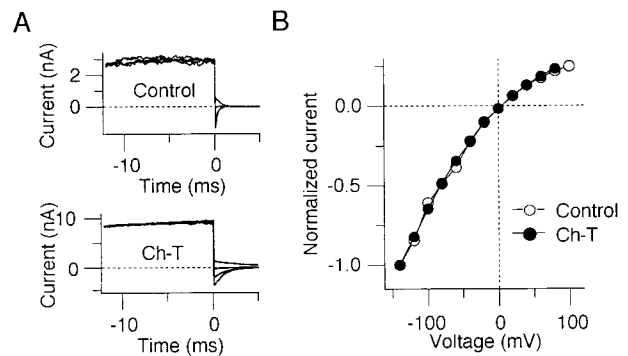 A
Current (nA)
2
0
Control
-10
0
Time (ms)
Current (nA)
10
0
Ch-T
-10
0
Time (ms)
B
Normalized current
0.0
-0.5
-1.0
Control
Ch-T
-100
0
100
Voltage (mV)